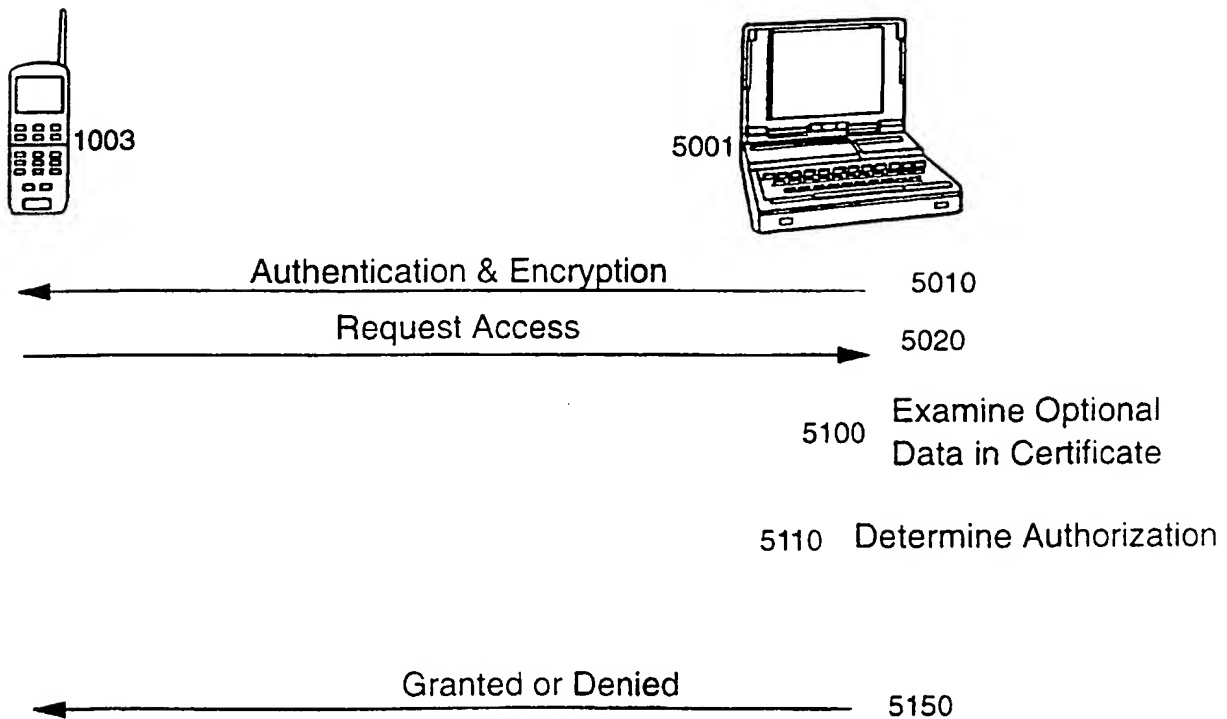 1003
5001
Authentication & Encryption 5010
Request Access 5020
5100 Examine Optional
Data in Certificate
5110 Determine Authorization
Granted or Denied 5150